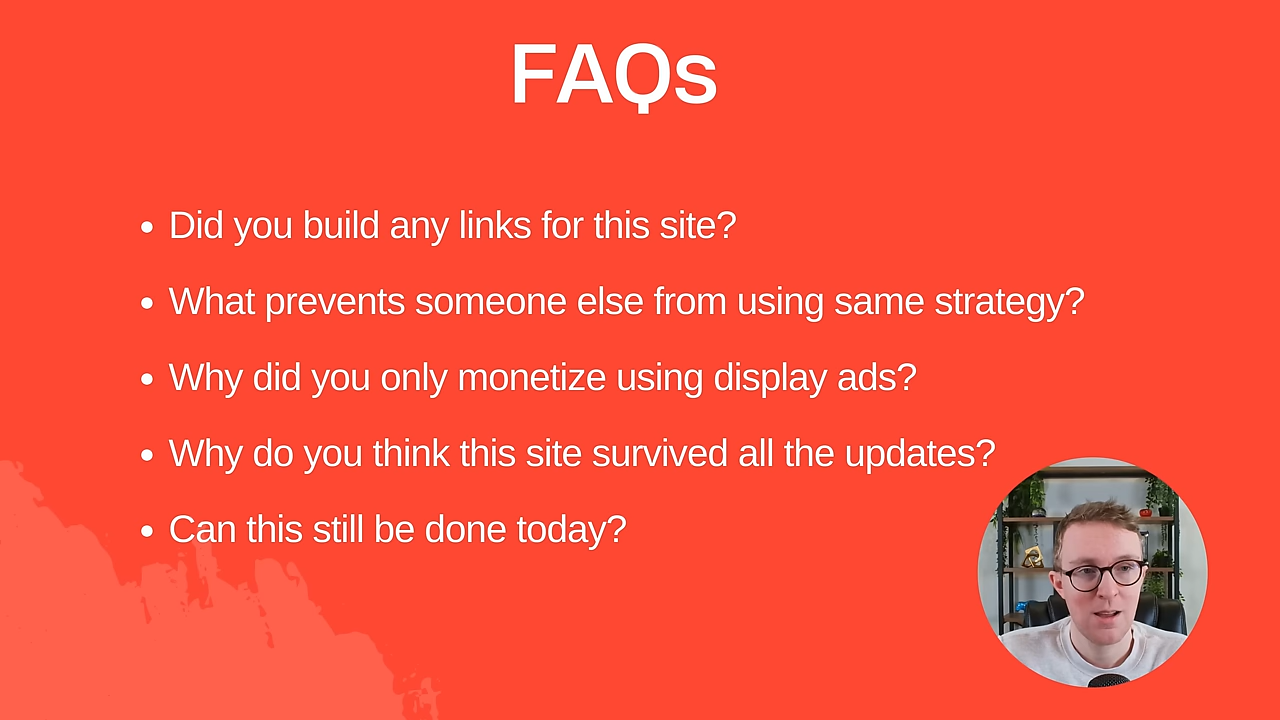 FAQs
Did you build any links for this site?
What prevents someone else from using same strategy?
Why did you only monetize using display ads?
Why do you think this site survived all the updates?
Can this still be done today?